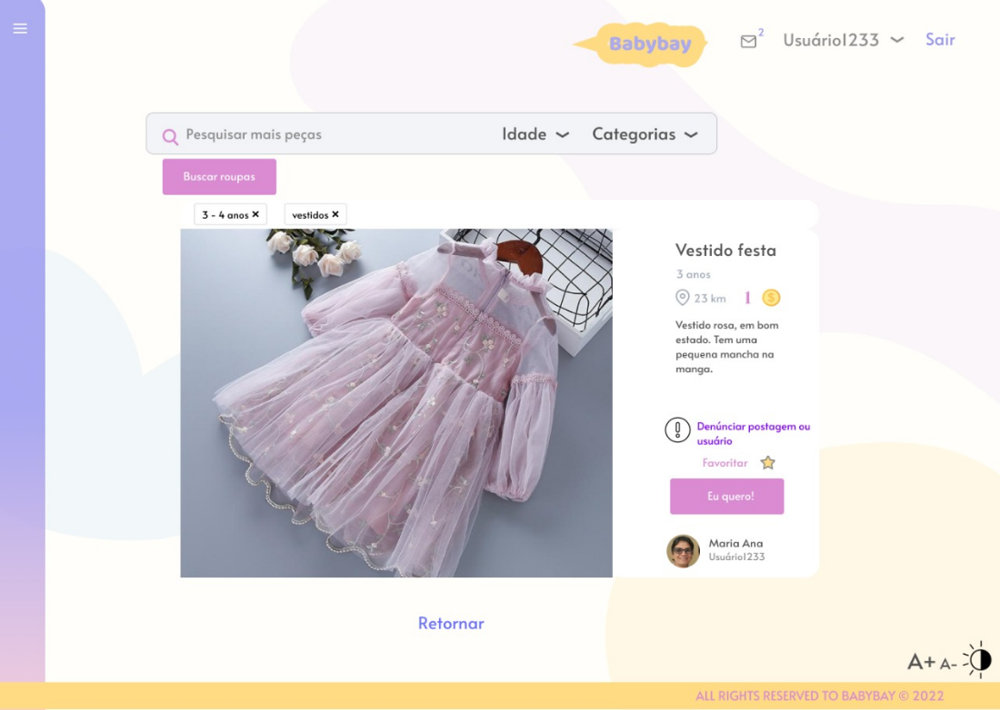 Babybay
2
Usuário1233
Sair
Pesquisar mais peças
Idade
Categorias
Buscar roupas
3 - 4 anos ×
vestidos ×
Vestido festa
3 anos
23 km
1
$
Vestido rosa, em bom
estado. Tem uma
pequena mancha na
manga.
Denúnciar postagem ou
usuário
Favoritar
Eu quero!
Maria Ana
Usuário1233
Retornar
A+ A-
ALL RIGHTS RESERVED TO BABYBAY © 2022